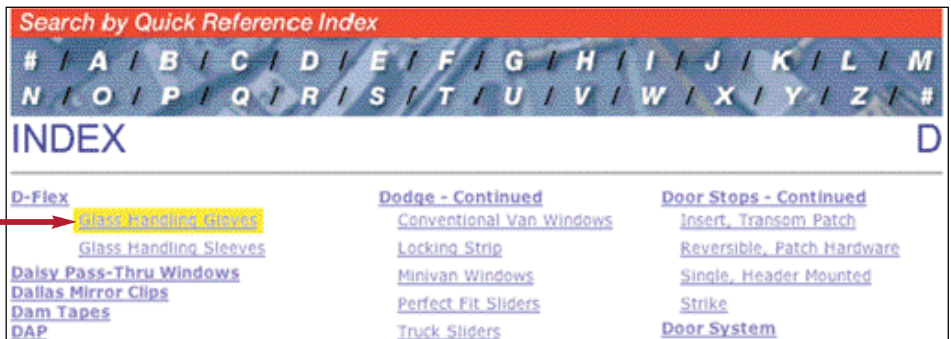 Search by Quick Reference Index
# / A / B / C / D / E / F / G / H / I / J / K / L / M
N / O / P / Q / R / S / T / U / V / W / X / Y / Z / #
INDEX D
D-Flex
Glass Handling Gloves
Glass Handling Sleeves
Daisy Pass-Thru Windows
Dallas Mirror Clips
Dam Tapes
DAP
Dodge - Continued
Conventional Van Windows
Locking Strip
Minivan Windows
Perfect Fit Sliders
Truck Sliders
Door Stops - Continued
Insert, Transom Patch
Reversible, Patch Hardware
Single, Header Mounted
Strike
Door System